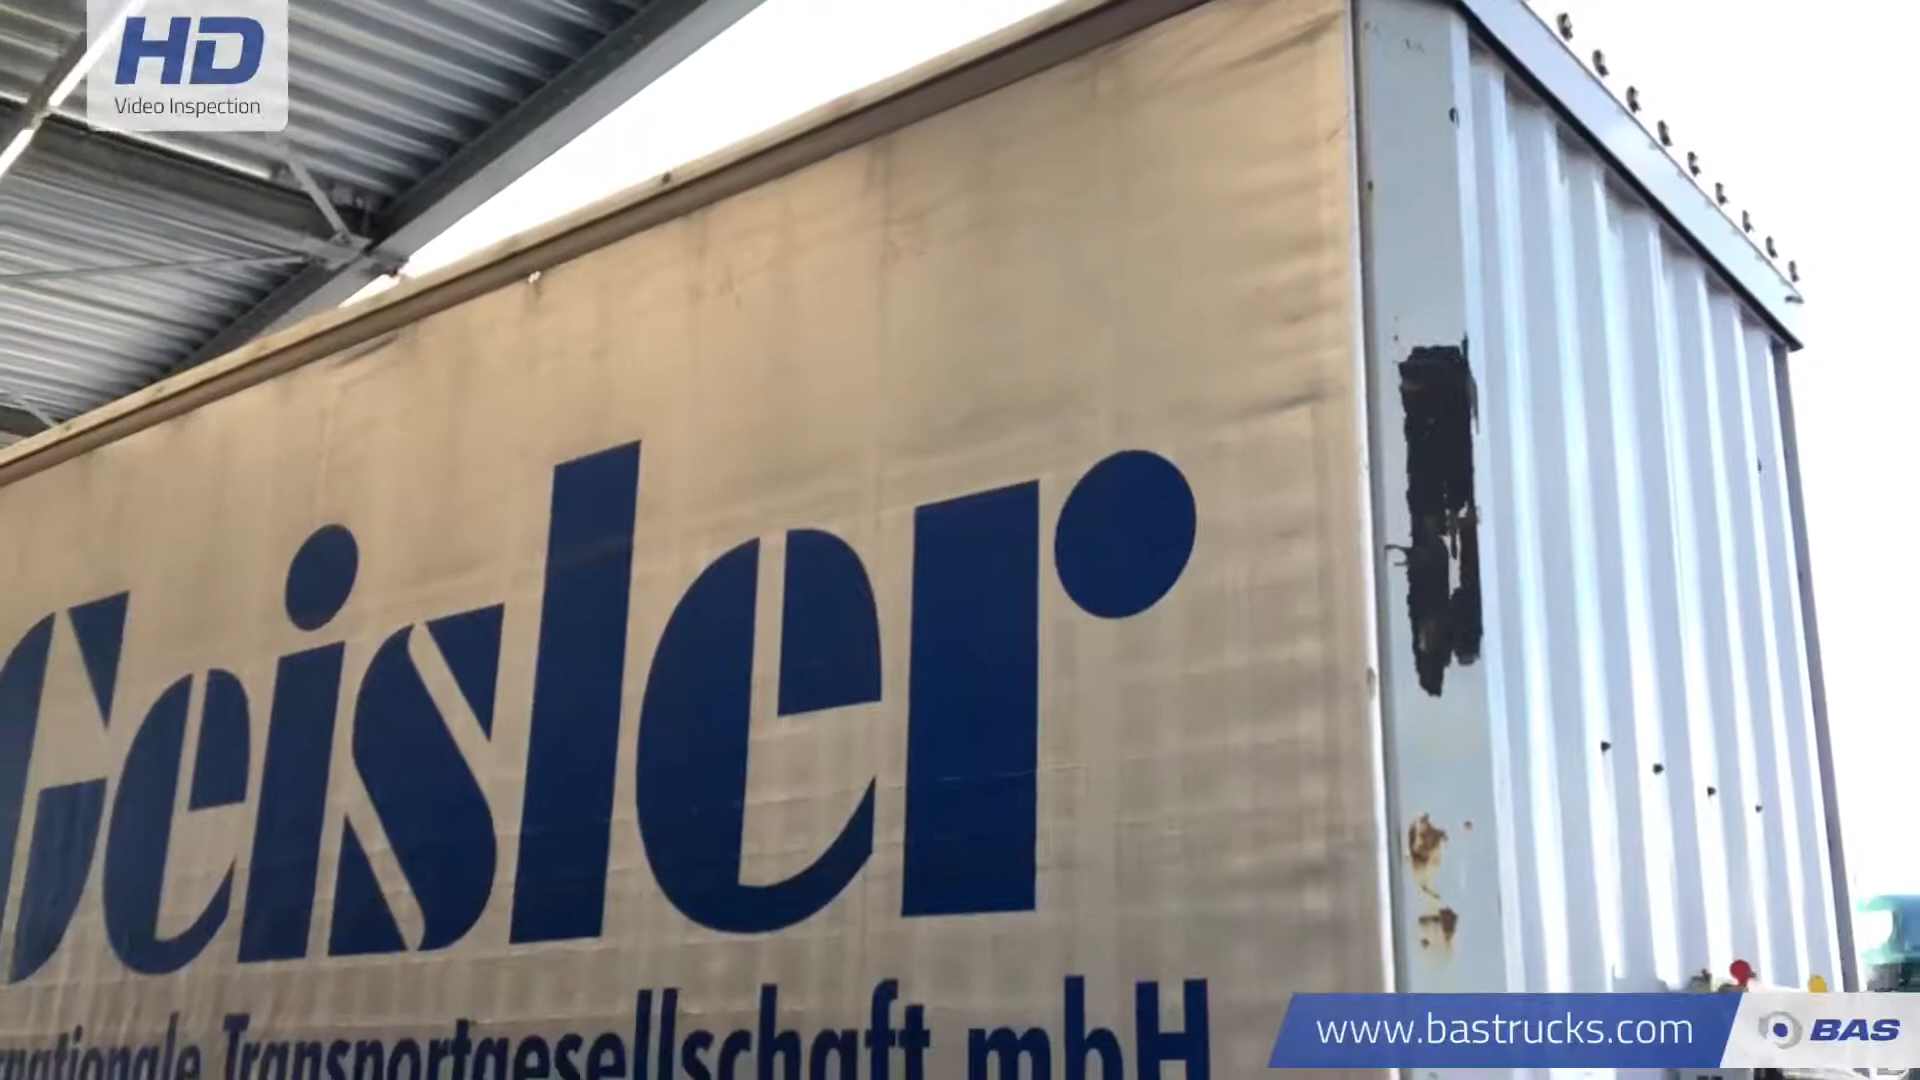 HD
Video Inspection
Geisler
Transportgesellschaft mbH
www.bastrucks.com
BAS